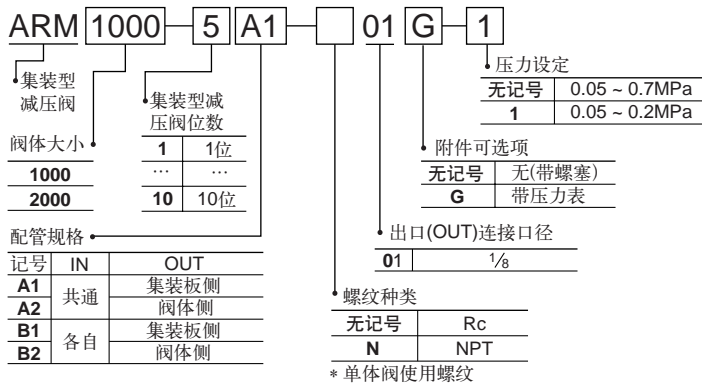 ARM 1000 - 5 A1 - □ 01 G - 1
集装型
减压阀
阀体大小
1000
2000
集装型减
压阀位数
1 1位
… …
10 10位
配管规格
记号 IN OUT
A1 共通 集装板侧
A2 阀体侧
B1 各自 集装板侧
B2 阀体侧
压力设定
无记号 0.05 ~ 0.7MPa
1 0.05 ~ 0.2MPa
附件可选项
无记号 无(带螺塞)
G 带压力表
出口(OUT)连接口径
01 1/8
螺纹种类
无记号 Rc
N NPT
* 单体阀使用螺纹